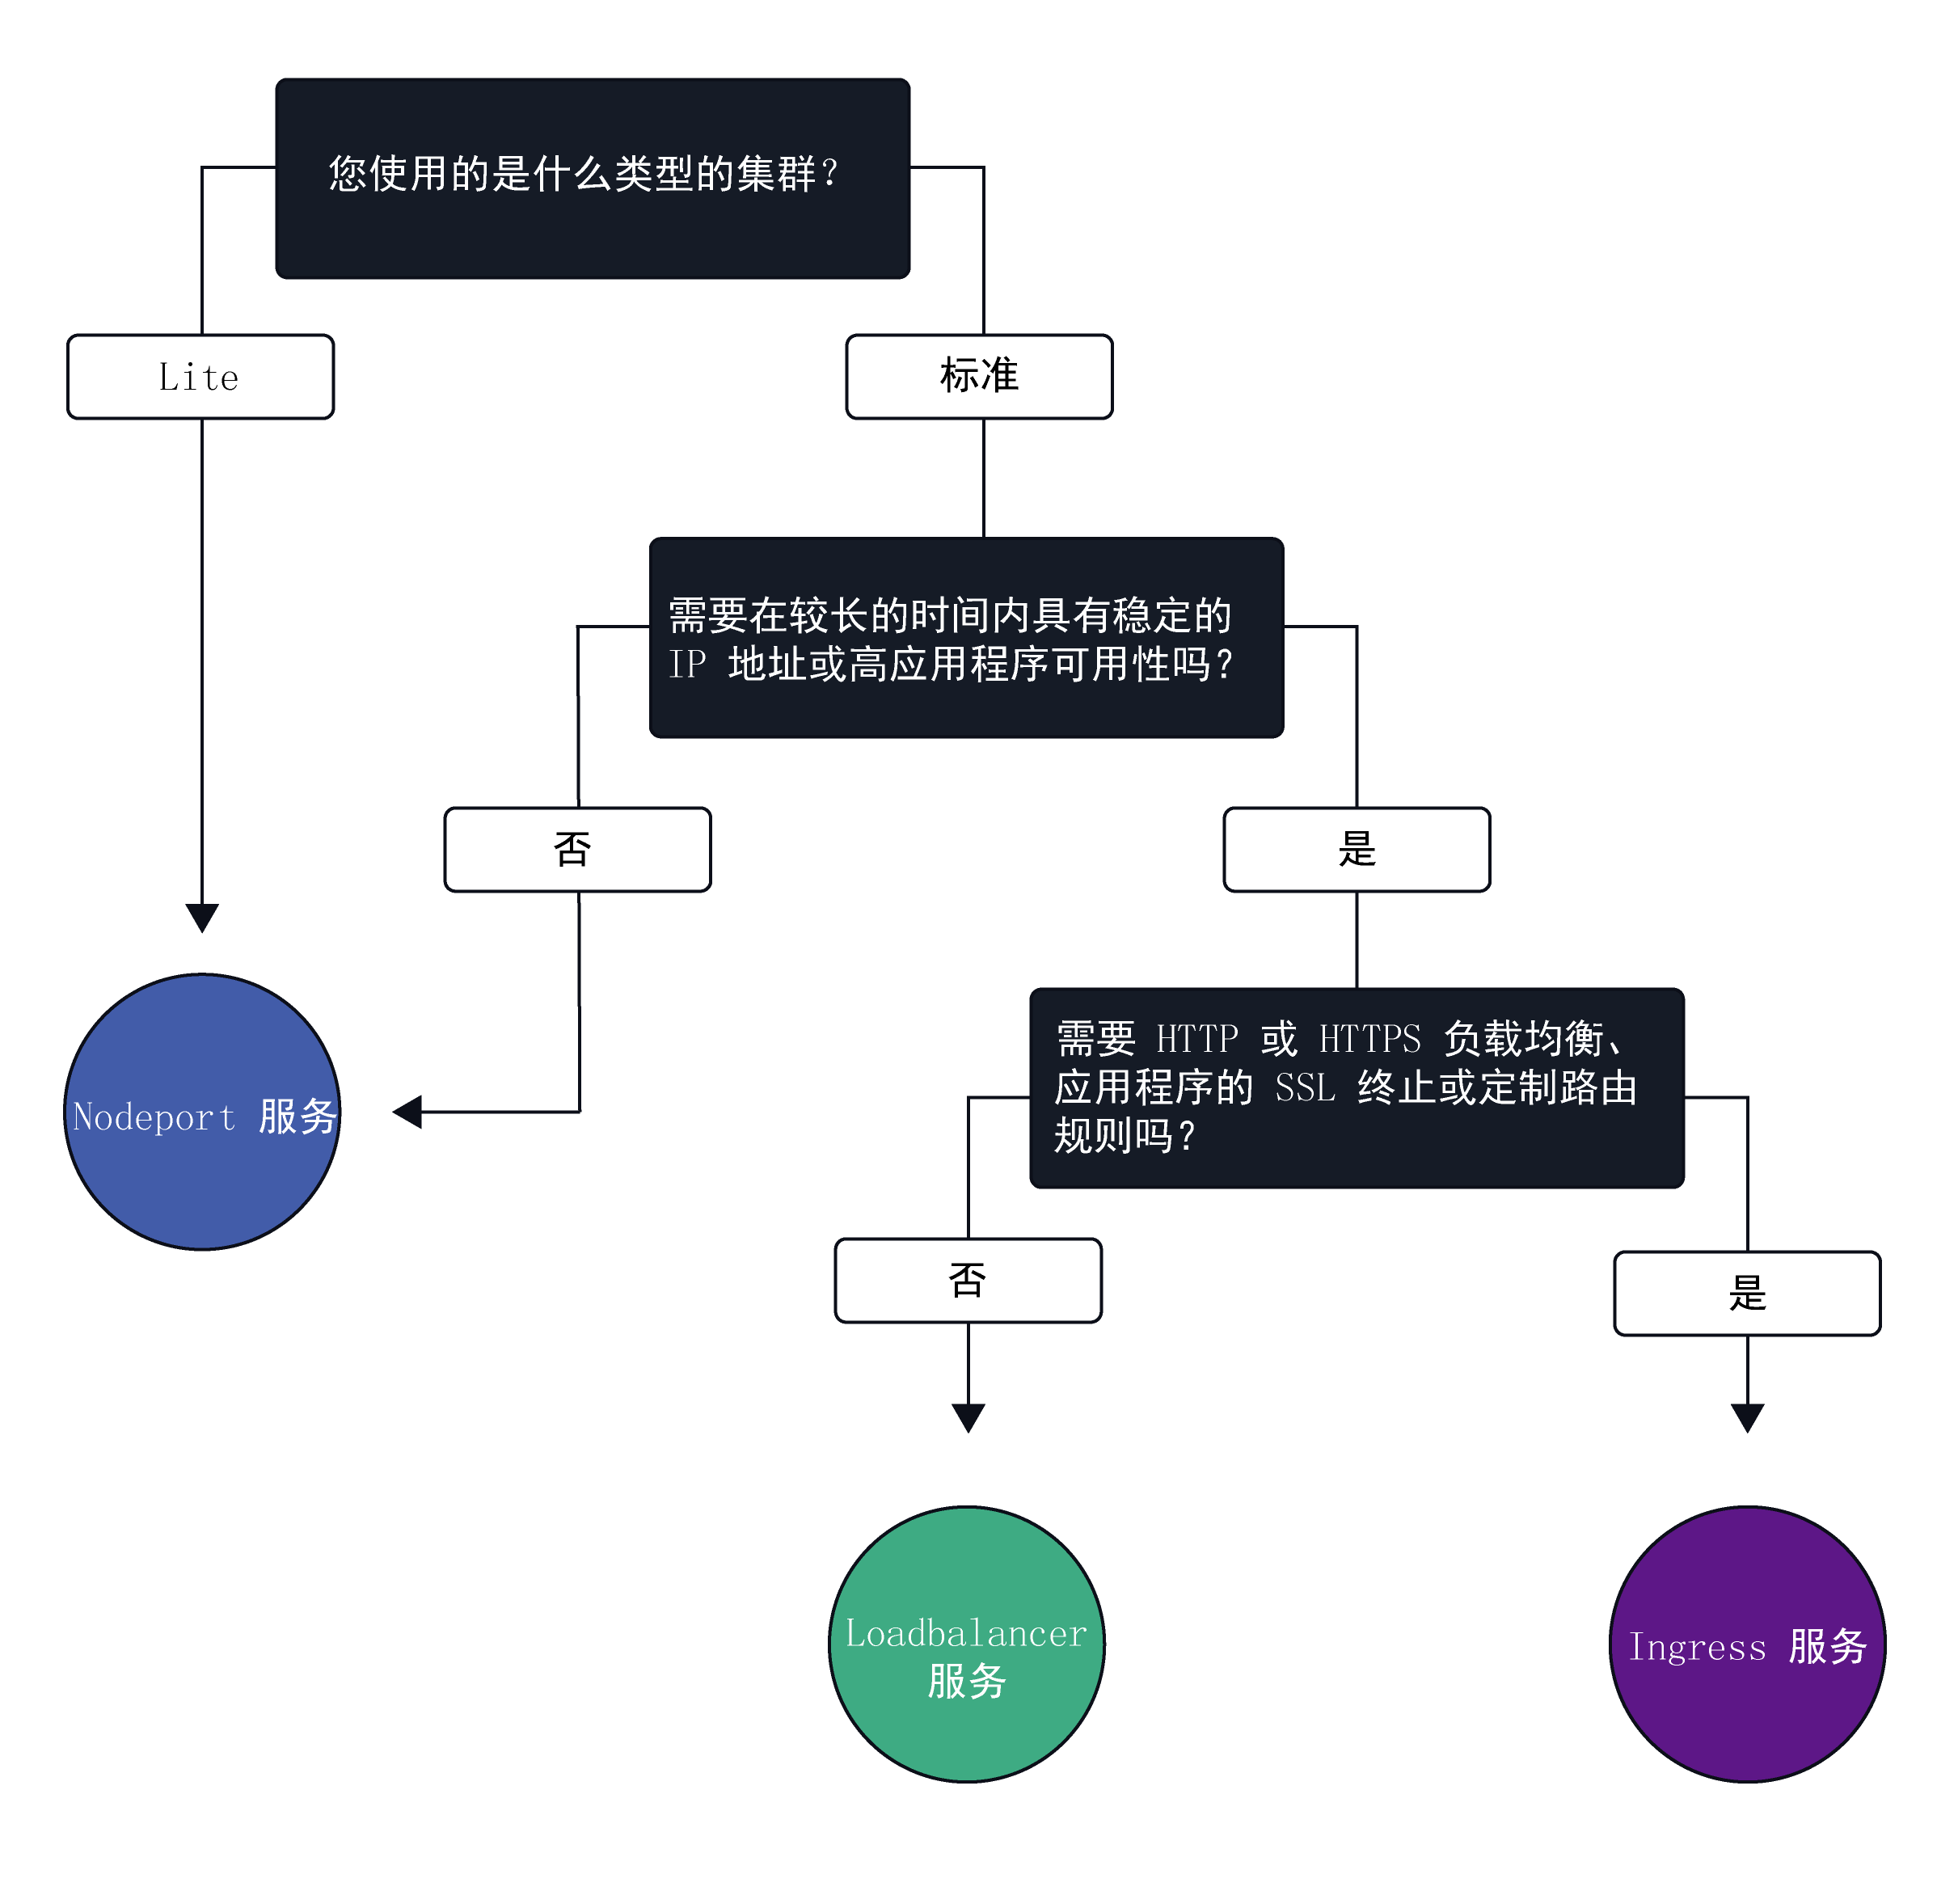 您使用的是什么类型的集群?
Lite
标准
需要在较长的时间内具有稳定的
IP 地址或高应用程序可用性吗?
否
是
需要 HTTP 或 HTTPS 负载均衡、
应用程序的 SSL 终止或定制路由
规则吗?
Nodeport 服务
否
是
Loadbalancer
服务
Ingress 服务